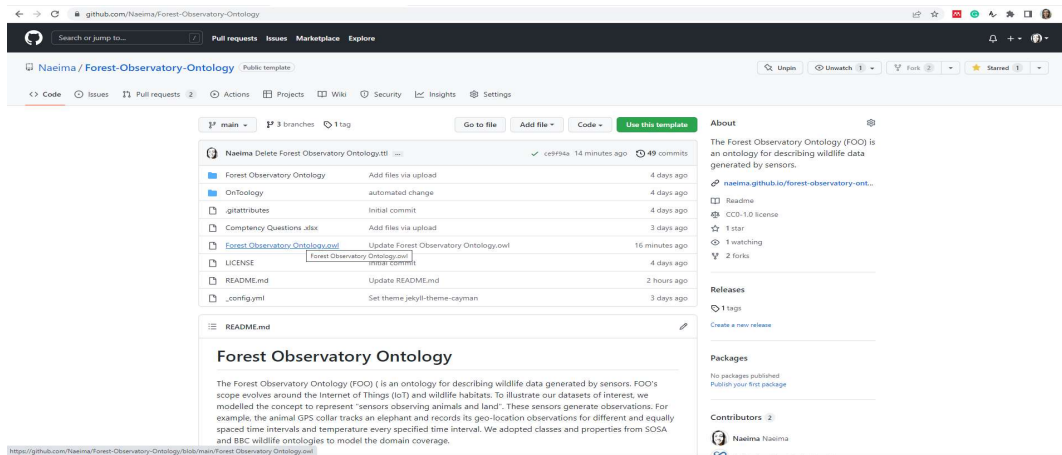 github.com/Naeima/Forest-Observatory-Ontology
Search or jump to... / Pull requests Issues Marketplace Explore
Naeima / Forest-Observatory-Ontology Public template
Unpin Unwatch 1 Fork 2 Starred 1
Code Issues Pull requests 2 Actions Projects Wiki Security Insights Settings
main 3 branches 1 tag Go to file Add file Code Use this template
Naeima Delete Forest Observatory Ontology.ttl ... ce9f94a 14 minutes ago 49 commits
Forest Observatory Ontology Add files via upload 4 days ago
OnToology automated change 4 days ago
.gitattributes Initial commit 4 days ago
Comptency Questions .xlsx Add files via upload 3 days ago
Forest Observatory Ontology.owl Update Forest Observatory Ontology.owl 16 minutes ago
Forest Observatory Ontology.owl
LICENSE Initial commit 4 days ago
README.md Update README.md 2 hours ago
_config.yml Set theme jekyll-theme-cayman 3 days ago
README.md
Forest Observatory Ontology
The Forest Observatory Ontology (FOO) ( is an ontology for describing wildlife data generated by sensors. FOO's
scope evolves around the Internet of Things (IoT) and wildlife habitats. To illustrate our datasets of interest, we
modelled the concept to represent "sensors observing animals and land". These sensors generate observations. For
example, the animal GPS collar tracks an elephant and records its geo-location observations for different and equally
spaced time intervals and temperature every specified time interval. We adopted classes and properties from SOSA
and BBC wildlife ontologies to model the domain coverage.
About
The Forest Observatory Ontology (FOO) is
an ontology for describing wildlife data
generated by sensors.
naeima.github.io/forest-observatory-ont...
Readme
CC0-1.0 license
1 star
1 watching
2 forks
Releases
1 tags
Create a new release
Packages
No packages published
Publish your first package
Contributors 2
Naeima Naeima
https://github.com/Naeima/Forest-Observatory-Ontology/blob/main/Forest Observatory Ontology.owl